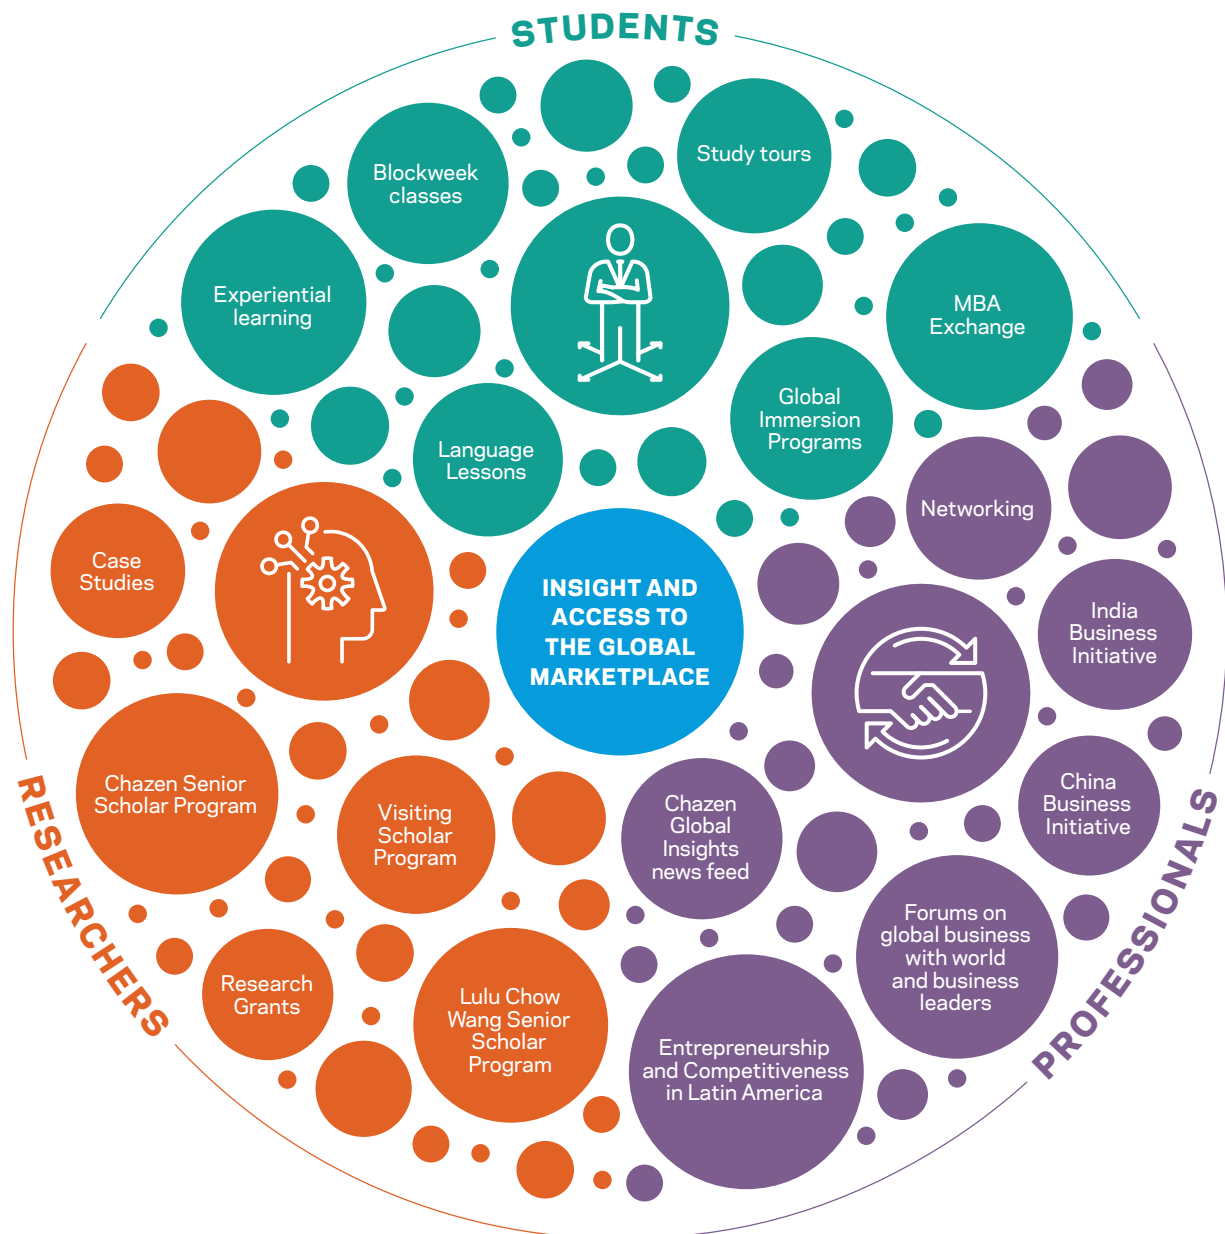 STUDENTS
Study tours
Blockweek
classes
Experiential
learning
MBA
Exchange
Global
Immersion
Programs
Language
Lessons
Networking
Case
Studies
INSIGHT AND
ACCESS TO
THE GLOBAL
MARKETPLACE
India
Business
Initiative
Chazen Senior
Scholar Program
Visiting
Scholar
Program
Chazen
Global
Insights
news feed
China
Business
Initiative
RESEARCHERS
PROFESSIONALS
Forums on
global business
with world
and business
leaders
Research
Grants
Lulu Chow
Wang Senior
Scholar
Program
Entrepreneurship
and Competitiveness
in Latin America